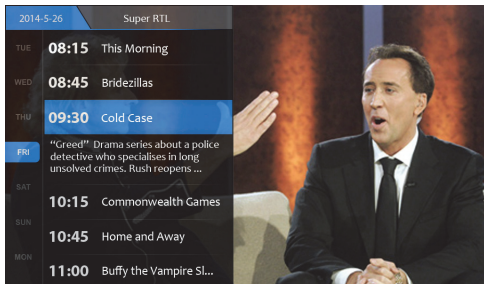 2014-5-26 Super RTL
TUE 08:15 This Morning
WED 08:45 Bridezillas
THU 09:30 Cold Case
FRI
“Greed” Drama series about a police
detective who specialises in long
unsolved crimes. Rush reopens ...
SAT
10:15 Commonwealth Games
SUN
10:45 Home and Away
MON
11:00 Buffy the Vampire Sl...